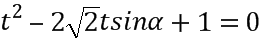 t² − 2√2tsinα + 1 = 0